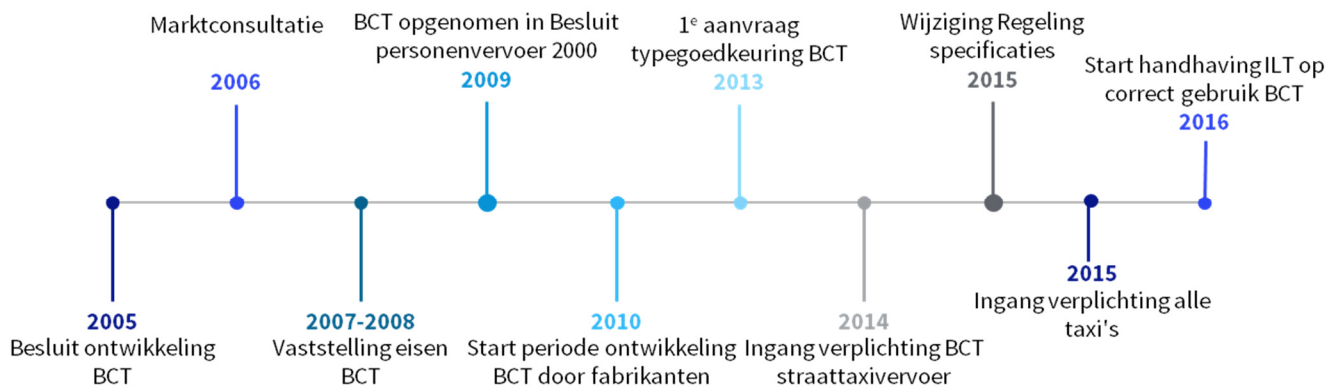 Marktconsultatie
2006
BCT opgenomen in Besluit
personenvervoer 2000
2009
1e aanvraag
typegoedkeuring BCT
2013
Wijziging Regeling
specificaties
2015
Start handhaving ILT op
correct gebruik BCT
2016
2005
Besluit ontwikkeling
BCT
2007-2008
Vaststelling eisen
BCT
2010
Start periode ontwikkeling
BCT door fabrikanten
2014
Ingang verplichting BCT
straattaxivervoer
2015
Ingang verplichting alle
taxi's